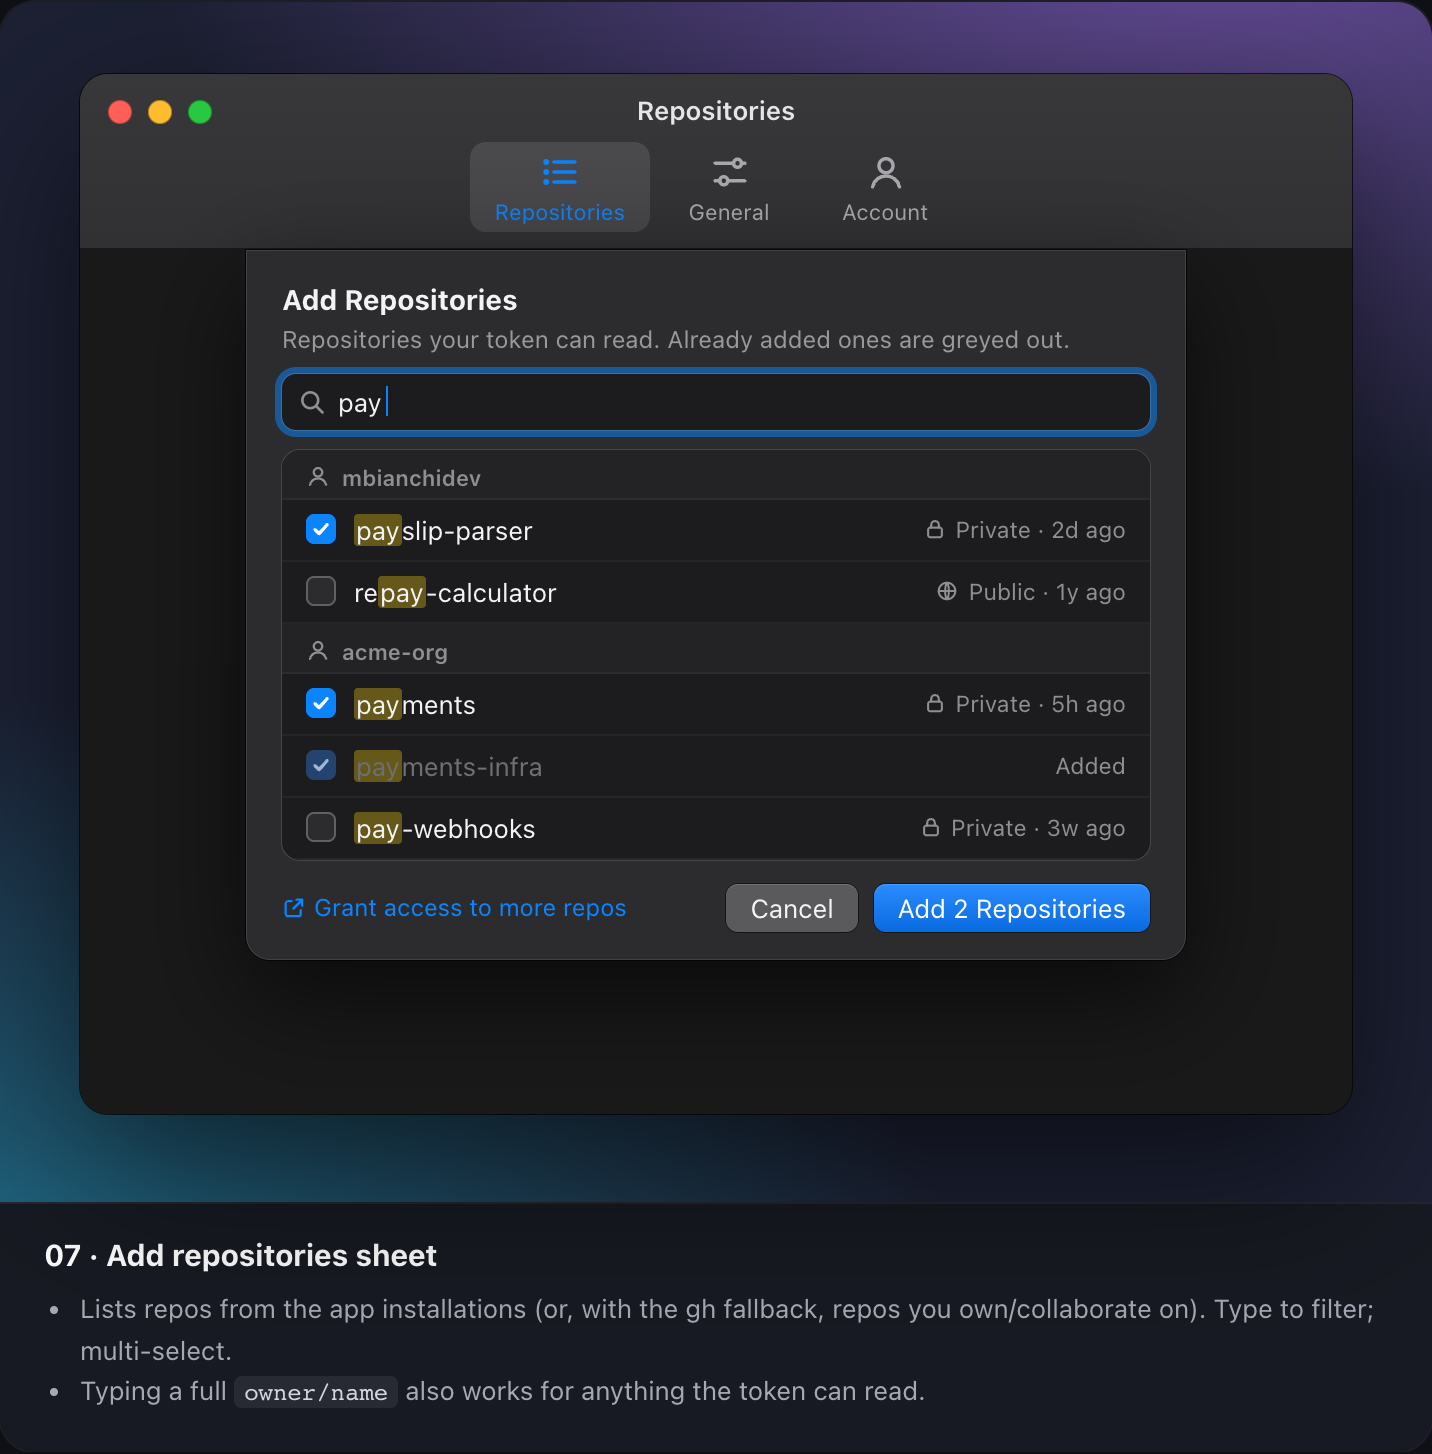 Repositories
Repositories
General
Account
Add Repositories
Repositories your token can read. Already added ones are greyed out.
pay
mbianchidev
payslip-parser
Private · 2d ago
repay-calculator
Public · 1y ago
acme-org
payments
Private · 5h ago
payments-infra
Added
pay-webhooks
Private · 3w ago
Grant access to more repos
Cancel
Add 2 Repositories
07 · Add repositories sheet
• Lists repos from the app installations (or, with the gh fallback, repos you own/collaborate on). Type to filter;
multi-select.
• Typing a full owner/name also works for anything the token can read.